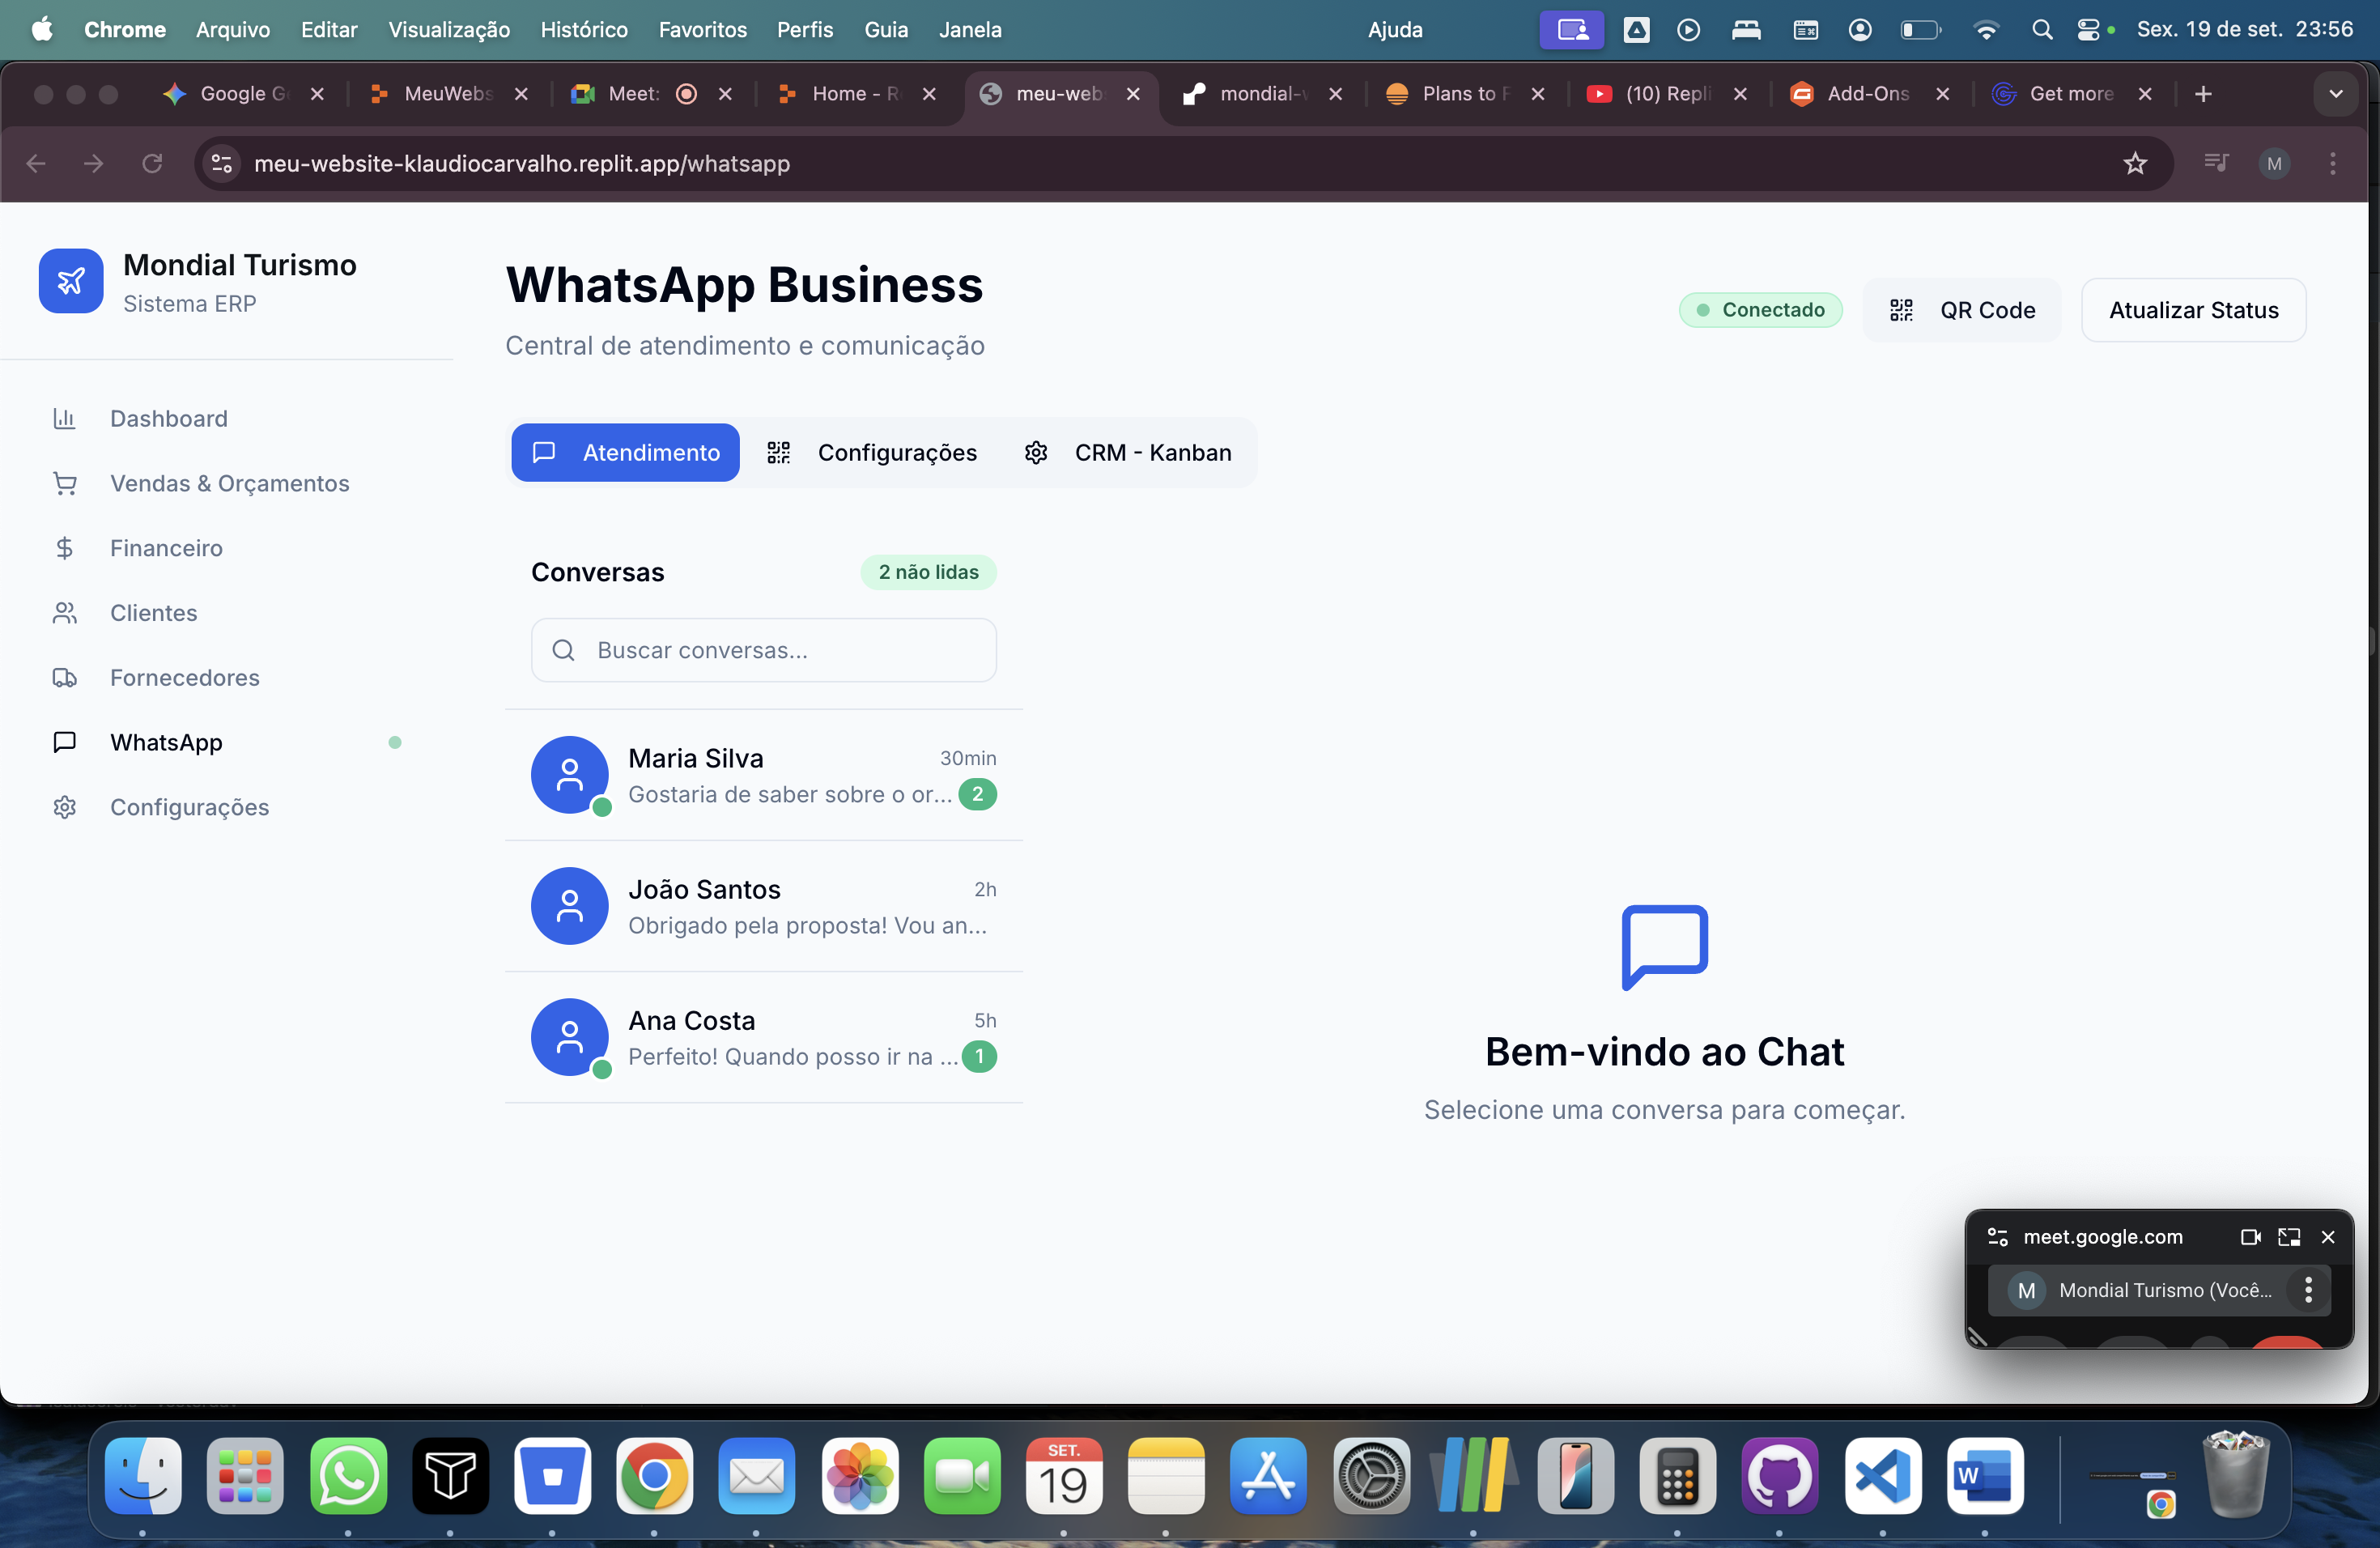 Chrome Arquivo Editar Visualização Histórico Favoritos Perfis Guia Janela Ajuda Sex. 19 de set. 23:56
Google G MeuWebs Meet: Home - R meu-web mondial-w Plans to F (10) Repli Add-Ons Get more
meu-website-klaudiocarvalho.replit.app/whatsapp M
Mondial Turismo
Sistema ERP
Dashboard
Vendas & Orçamentos
Financeiro
Clientes
Fornecedores
WhatsApp
Configurações
WhatsApp Business
Central de atendimento e comunicação
Conectado QR Code Atualizar Status
Atendimento Configurações CRM - Kanban
Conversas 2 não lidas
Buscar conversas...
Maria Silva 30min
Gostaria de saber sobre o or... 2
João Santos 2h
Obrigado pela proposta! Vou an...
Ana Costa 5h
Perfeito! Quando posso ir na ... 1
Bem-vindo ao Chat
Selecione uma conversa para começar.
meet.google.com
M Mondial Turismo (Você...
SET.
19
W